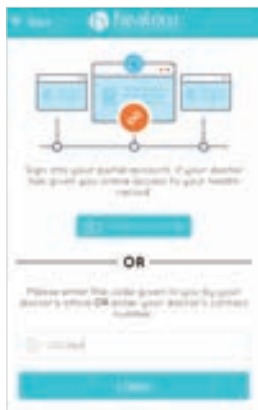 healow
Sign into your portal account, if your doctor
has given you online access to your health
record
OR
Please enter the code given to you by your
doctor's office OR enter your doctor's contact
number